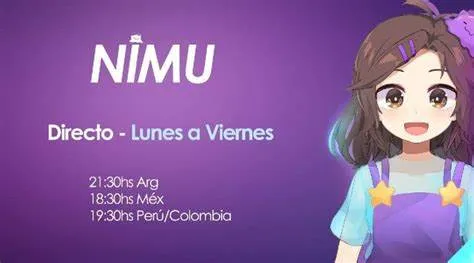 NIMU
Directo - Lunes a Viernes
21:30hs Arg
18:30hs Méx
19:30hs Perú/Colombia